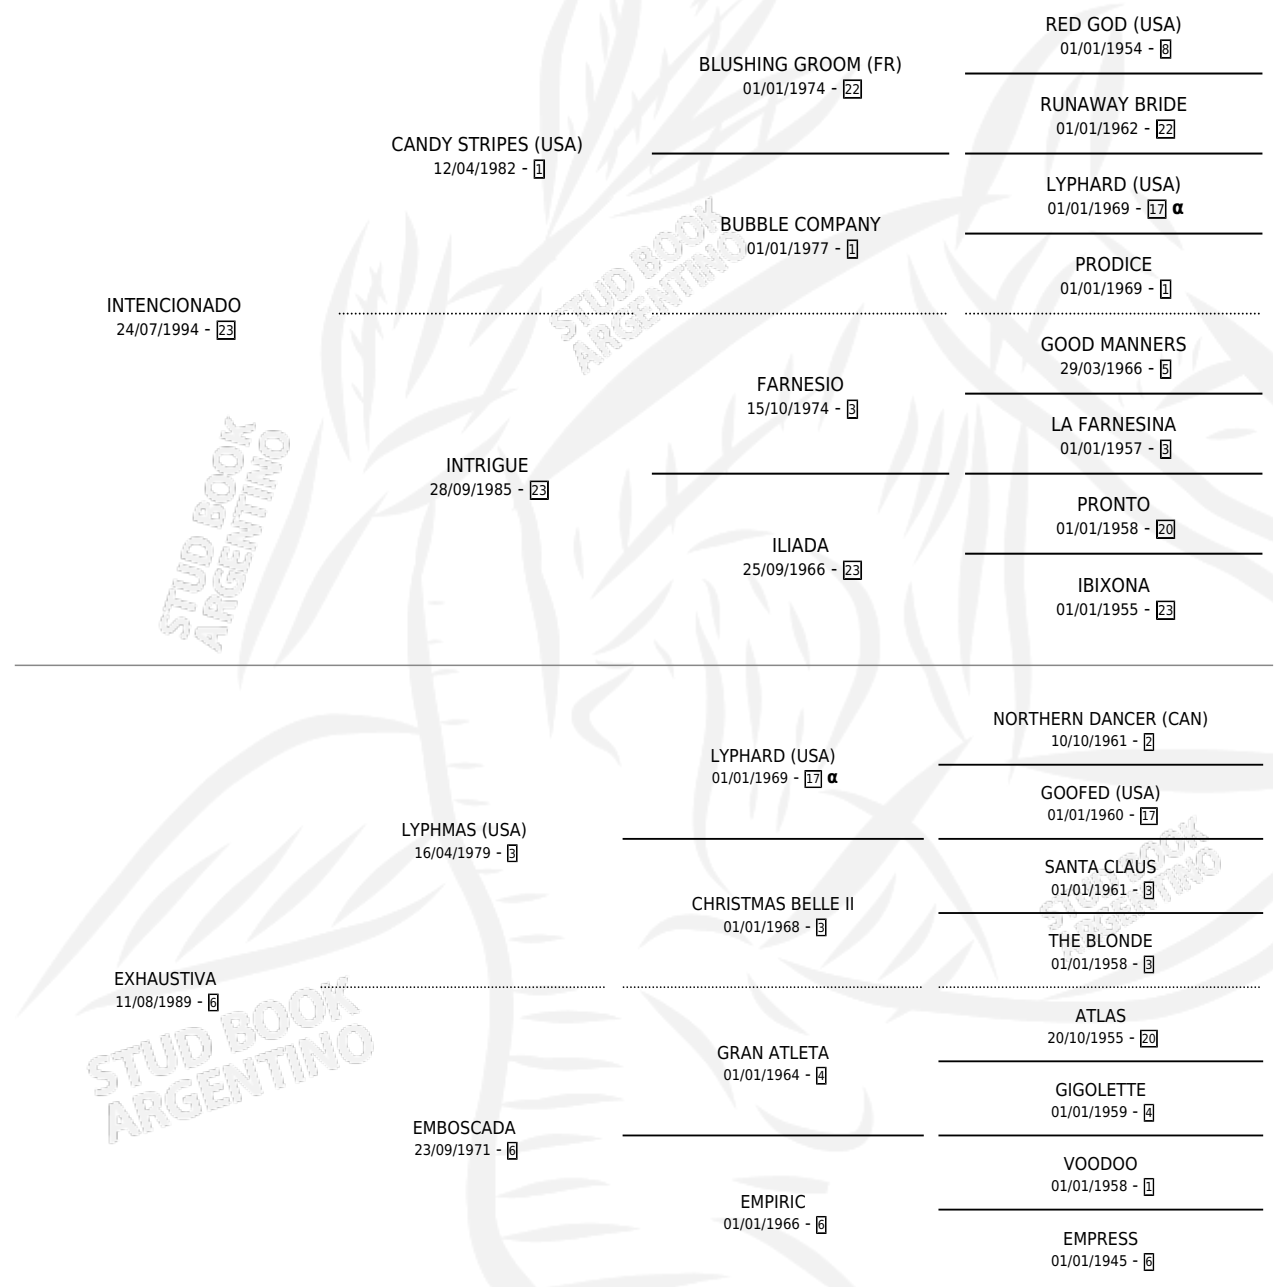 RED GOD (USA)
01/01/1954 - 8
BLUSHING GROOM (FR)
01/01/1974 - 22
RUNAWAY BRIDE
01/01/1962 - 22
CANDY STRIPES (USA)
12/04/1982 - 1
LYPHARD (USA)
01/01/1969 - 17 α
BUBBLE COMPANY
01/01/1977 - 1
PRODICE
01/01/1969 - 1
INTENCIONADO
24/07/1994 - 23
GOOD MANNERS
29/03/1966 - 5
FARNESIO
15/10/1974 - 3
LA FARNESINA
01/01/1957 - 3
INTRIGUE
28/09/1985 - 23
PRONTO
01/01/1958 - 20
ILIADA
25/09/1966 - 23
IBIXONA
01/01/1955 - 23
STUD BOOK
ARGENTINO
STUD BOOK
ARGENTINO
NORTHERN DANCER (CAN)
10/10/1961 - 2
LYPHARD (USA)
01/01/1969 - 17 α
GOOFED (USA)
01/01/1960 - 17
LYPHMAS (USA)
16/04/1979 - 3
SANTA CLAUS
01/01/1961 - 3
CHRISTMAS BELLE II
01/01/1968 - 3
THE BLONDE
01/01/1958 - 3
EXHAUSTIVA
11/08/1989 - 6
ATLAS
20/10/1955 - 20
GRAN ATLETA
01/01/1964 - 4
GIGOLETTE
01/01/1959 - 4
EMBOSCADA
23/09/1971 - 6
VOODOO
01/01/1958 - 1
EMPIRIC
01/01/1966 - 6
EMPRESS
01/01/1945 - 6
STUD BOOK
ARGENTINO
STUD BOOK
ARGENTINO